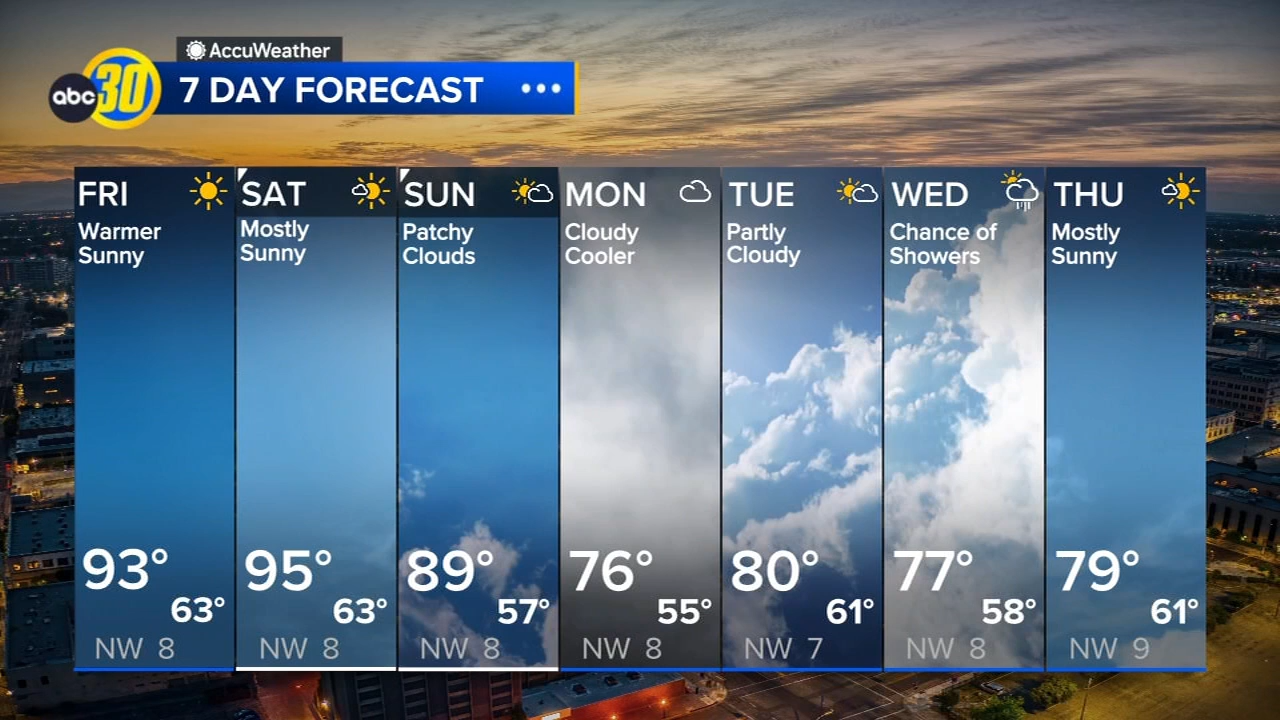 AccuWeather
abc 30
7 DAY FORECAST
FRI
Warmer
Sunny
93°
63°
NW 8
SAT
Mostly
Sunny
95°
63°
NW 8
SUN
Patchy
Clouds
89°
57°
NW 8
MON
Cloudy
Cooler
76°
55°
NW 8
TUE
Partly
Cloudy
80°
61°
NW 7
WED
Chance of
Showers
77°
58°
NW 8
THU
Mostly
Sunny
79°
61°
NW 9